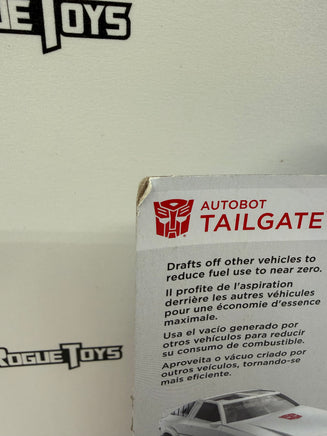 UE TOYS
AUTOBOT
TAILGATE
Drafts off other vehicles to
reduce fuel use to near zero.
Il profite de l'aspiration
derrière les autres véhicules
pour une économie d'essence
maximale.
Usa el vacío generado por
otros vehículos para reducir
su consumo de combustible.
Aproveita o vácuo criado por
outros veículos, tornando-se
mais eficiente.
ROGUE TOYS